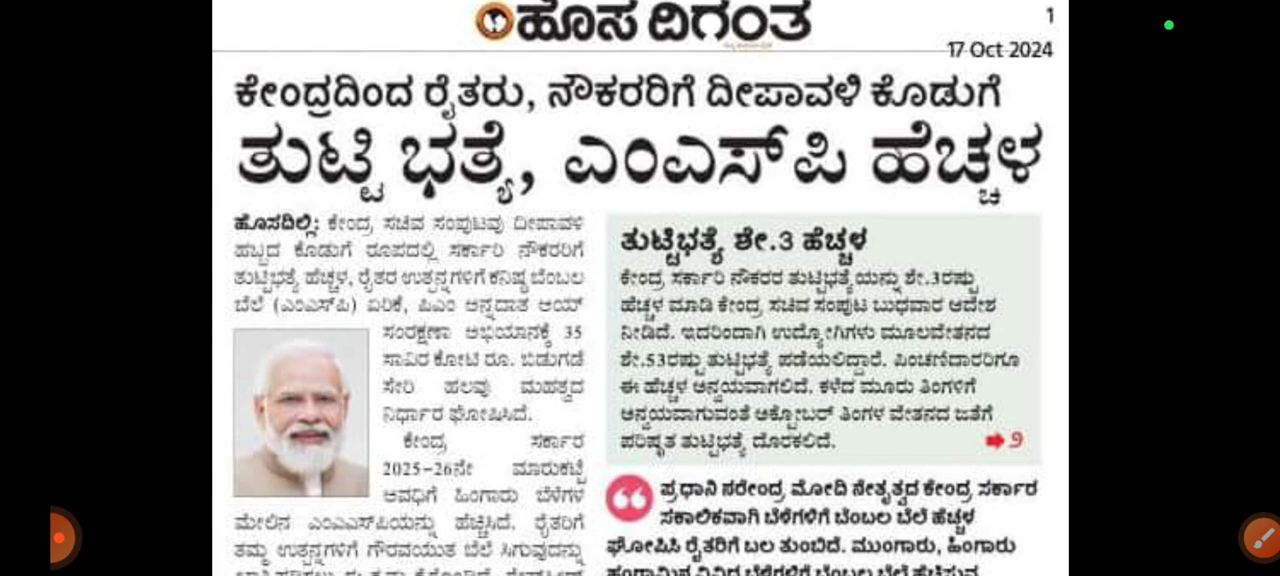 ಹೊಸ ದಿಗಂತ
1
17 Oct 2024
ಕೇಂದ್ರದಿಂದ ರೈತರು, ನೌಕರರಿಗೆ ದೀಪಾವಳಿ ಕೊಡುಗೆ
ತುಟ್ಟಿ ಭತ್ಯೆ, ಎಂಎಸ್‌ಪಿ ಹೆಚ್ಚಳ
ಹೊಸದಿಲ್ಲಿ: ಕೇಂದ್ರ ಸಚಿವ ಸಂಪುಟವು ದೀಪಾವಳಿ
ಹಬ್ಬದ ಕೊಡುಗೆ ರೂಪದಲ್ಲಿ ಸರ್ಕಾರಿ ನೌಕರರಿಗೆ
ತುಟ್ಟಿಭತ್ಯೆ ಹೆಚ್ಚಳ, ರೈತರ ಉತ್ಪನ್ನಗಳಿಗೆ ಕನಿಷ್ಠ ಬೆಂಬಲ
ಬೆಲೆ (ಎಂಎಸ್‌ಪಿ) ಏರಿಕೆ, ಪಿಎಂ ಅನ್ನದಾತ ಆಯ್
ಸಂರಕ್ಷಣಾ ಅಭಿಯಾನಕ್ಕೆ 35
ಸಾವಿರ ಕೋಟಿ ರೂ. ಬಿಡುಗಡೆ
ಸೇರಿ ಹಲವು ಮಹತ್ವದ
ನಿರ್ಧಾರ ಘೋಷಿಸಿದೆ.
ಕೇಂದ್ರ ಸರ್ಕಾರ
2025-26ನೇ ಮಾರುಕಟ್ಟೆ
ಅವಧಿಗೆ ಹಿಂಗಾರು ಬೆಳೆಗಳ
ಮೇಲಿನ ಎಂಎಸ್‌ಪಿಯನ್ನು ಹೆಚ್ಚಿಸಿದೆ. ರೈತರಿಗೆ
ತಮ್ಮ ಉತ್ಪನ್ನಗಳಿಗೆ ಗೌರವಯುತ ಬೆಲೆ ಸಿಗುವುದನ್ನು
ತುಟ್ಟಿಭತ್ಯೆ ಶೇ.3 ಹೆಚ್ಚಳ
ಕೇಂದ್ರ ಸರ್ಕಾರಿ ನೌಕರರ ತುಟ್ಟಿಭತ್ಯೆಯನ್ನು ಶೇ.3ರಷ್ಟು
ಹೆಚ್ಚಳ ಮಾಡಿ ಕೇಂದ್ರ ಸಚಿವ ಸಂಪುಟ ಬುಧವಾರ ಆದೇಶ
ನೀಡಿದೆ. ಇದರಿಂದಾಗಿ ಉದ್ಯೋಗಿಗಳು ಮೂಲವೇತನದ
ಶೇ.53ರಷ್ಟು ತುಟ್ಟಿಭತ್ಯೆ ಪಡೆಯಲಿದ್ದಾರೆ. ಪಿಂಚಣಿದಾರರಿಗೂ
ಈ ಹೆಚ್ಚಳ ಅನ್ವಯವಾಗಲಿದೆ. ಕಳೆದ ಮೂರು ತಿಂಗಳಿಗೆ
ಅನ್ವಯವಾಗುವಂತೆ ಅಕ್ಟೋಬರ್ ತಿಂಗಳ ವೇತನದ ಜತೆಗೆ
ಪರಿಷ್ಕೃತ ತುಟ್ಟಿಭತ್ಯೆ ದೊರಕಲಿದೆ. 9
ಪ್ರಧಾನಿ ನರೇಂದ್ರ ಮೋದಿ ನೇತೃತ್ವದ ಕೇಂದ್ರ ಸರ್ಕಾರ
ಸಕಾಲಿಕವಾಗಿ ಬೆಳೆಗಳಿಗೆ ಬೆಂಬಲ ಬೆಲೆ ಹೆಚ್ಚಳ
ಘೋಷಿಸಿ ರೈತರಿಗೆ ಬಲ ತುಂಬಿದೆ. ಮುಂಗಾರು, ಹಿಂಗಾರು